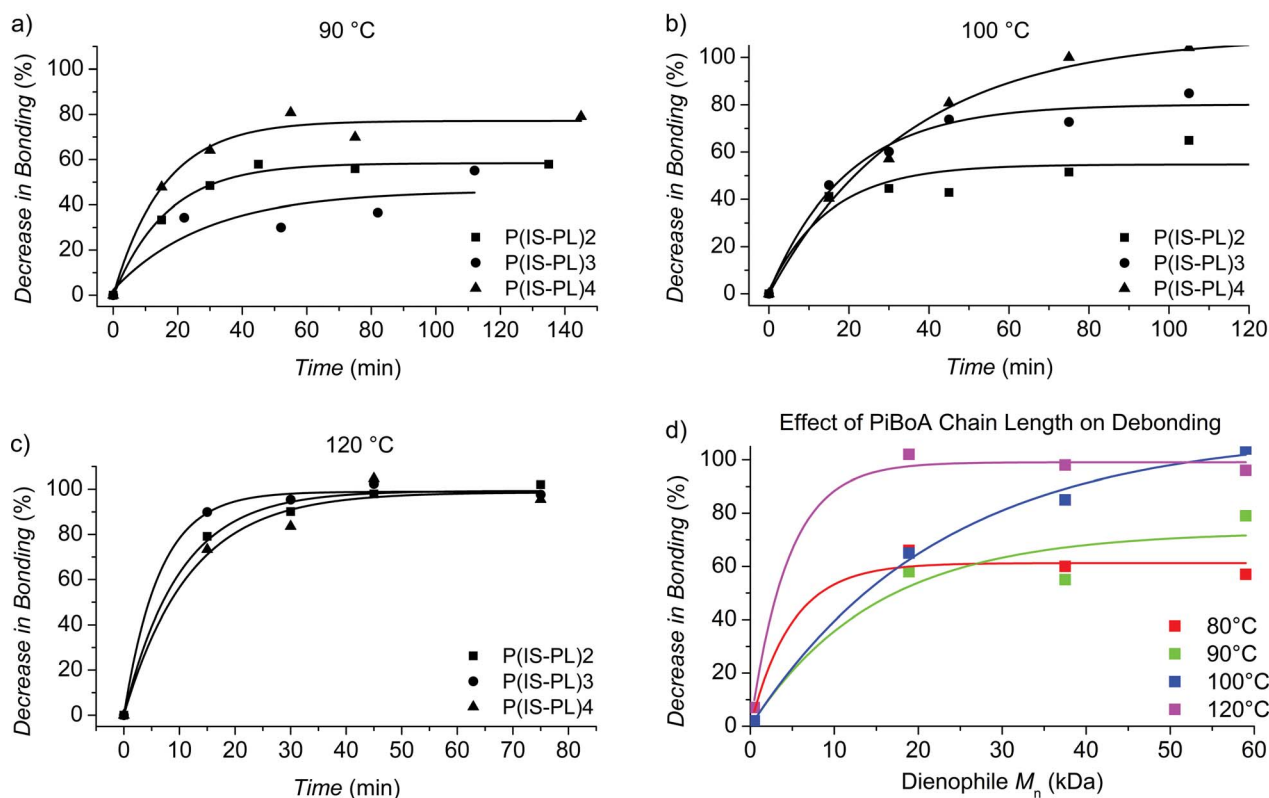 a)
90 °C
Decrease in Bonding (%)
100
80
60
40
20
0
P(IS-PL)2
P(IS-PL)3
P(IS-PL)4
0 20 40 60 80 100 120 140
Time (min)
b)
100 °C
Decrease in Bonding (%)
100
80
60
40
20
0
P(IS-PL)2
P(IS-PL)3
P(IS-PL)4
0 20 40 60 80 100 120
Time (min)
c)
120 °C
Decrease in Bonding (%)
100
80
60
40
20
0
P(IS-PL)2
P(IS-PL)3
P(IS-PL)4
0 10 20 30 40 50 60 70 80
Time (min)
d)
Effect of PiBoA Chain Length on Debonding
Decrease in Bonding (%)
100
80
60
40
20
0
80°C
90°C
100°C
120°C
0 10 20 30 40 50 60
Dienophile Mn (kDa)